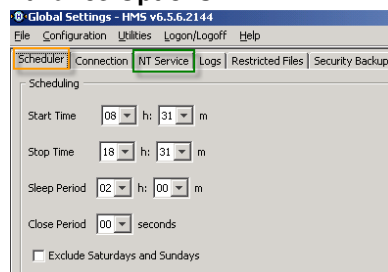 Global Settings - HMS v6.5.6.2144
File Configuration Utilities Logon/Logoff Help
Scheduler Connection NT Service Logs Restricted Files Security Backup
Scheduling
Start Time 08 h: 31 m
Stop Time 18 h: 31 m
Sleep Period 02 h: 00 m
Close Period 00 seconds
Exclude Saturdays and Sundays